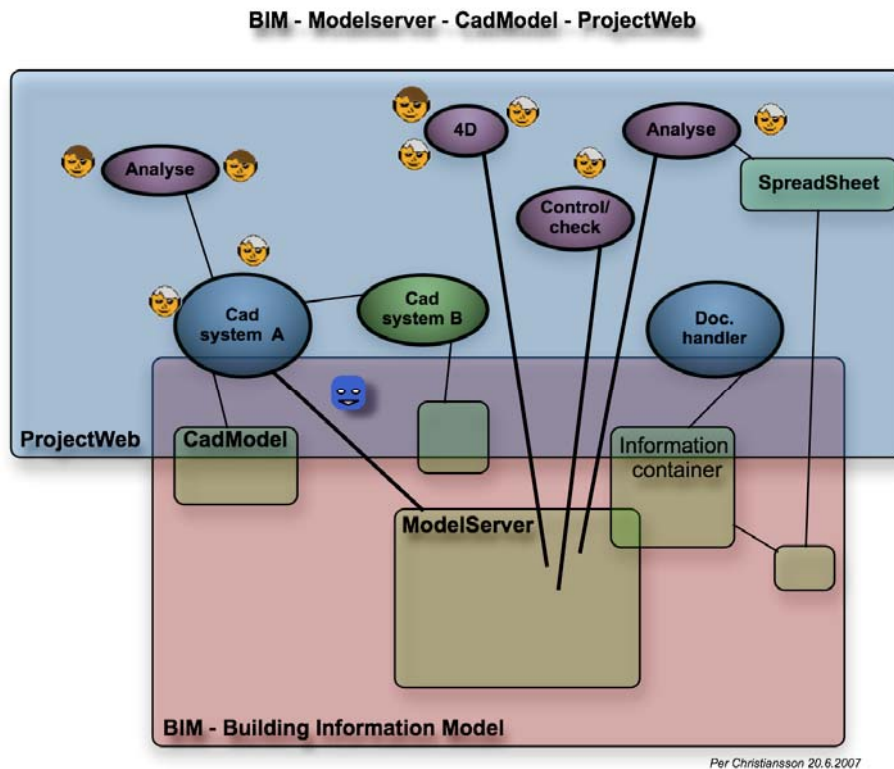 BIM - Modelserver - CadModel - ProjectWeb
4D
Analyse
Analyse
SpreadSheet
Control/
check
Cad
system A
Cad
system B
Doc.
handler
ProjectWeb
CadModel
Information
container
ModelServer
BIM - Building Information Model
Per Christiansson 20.6.2007